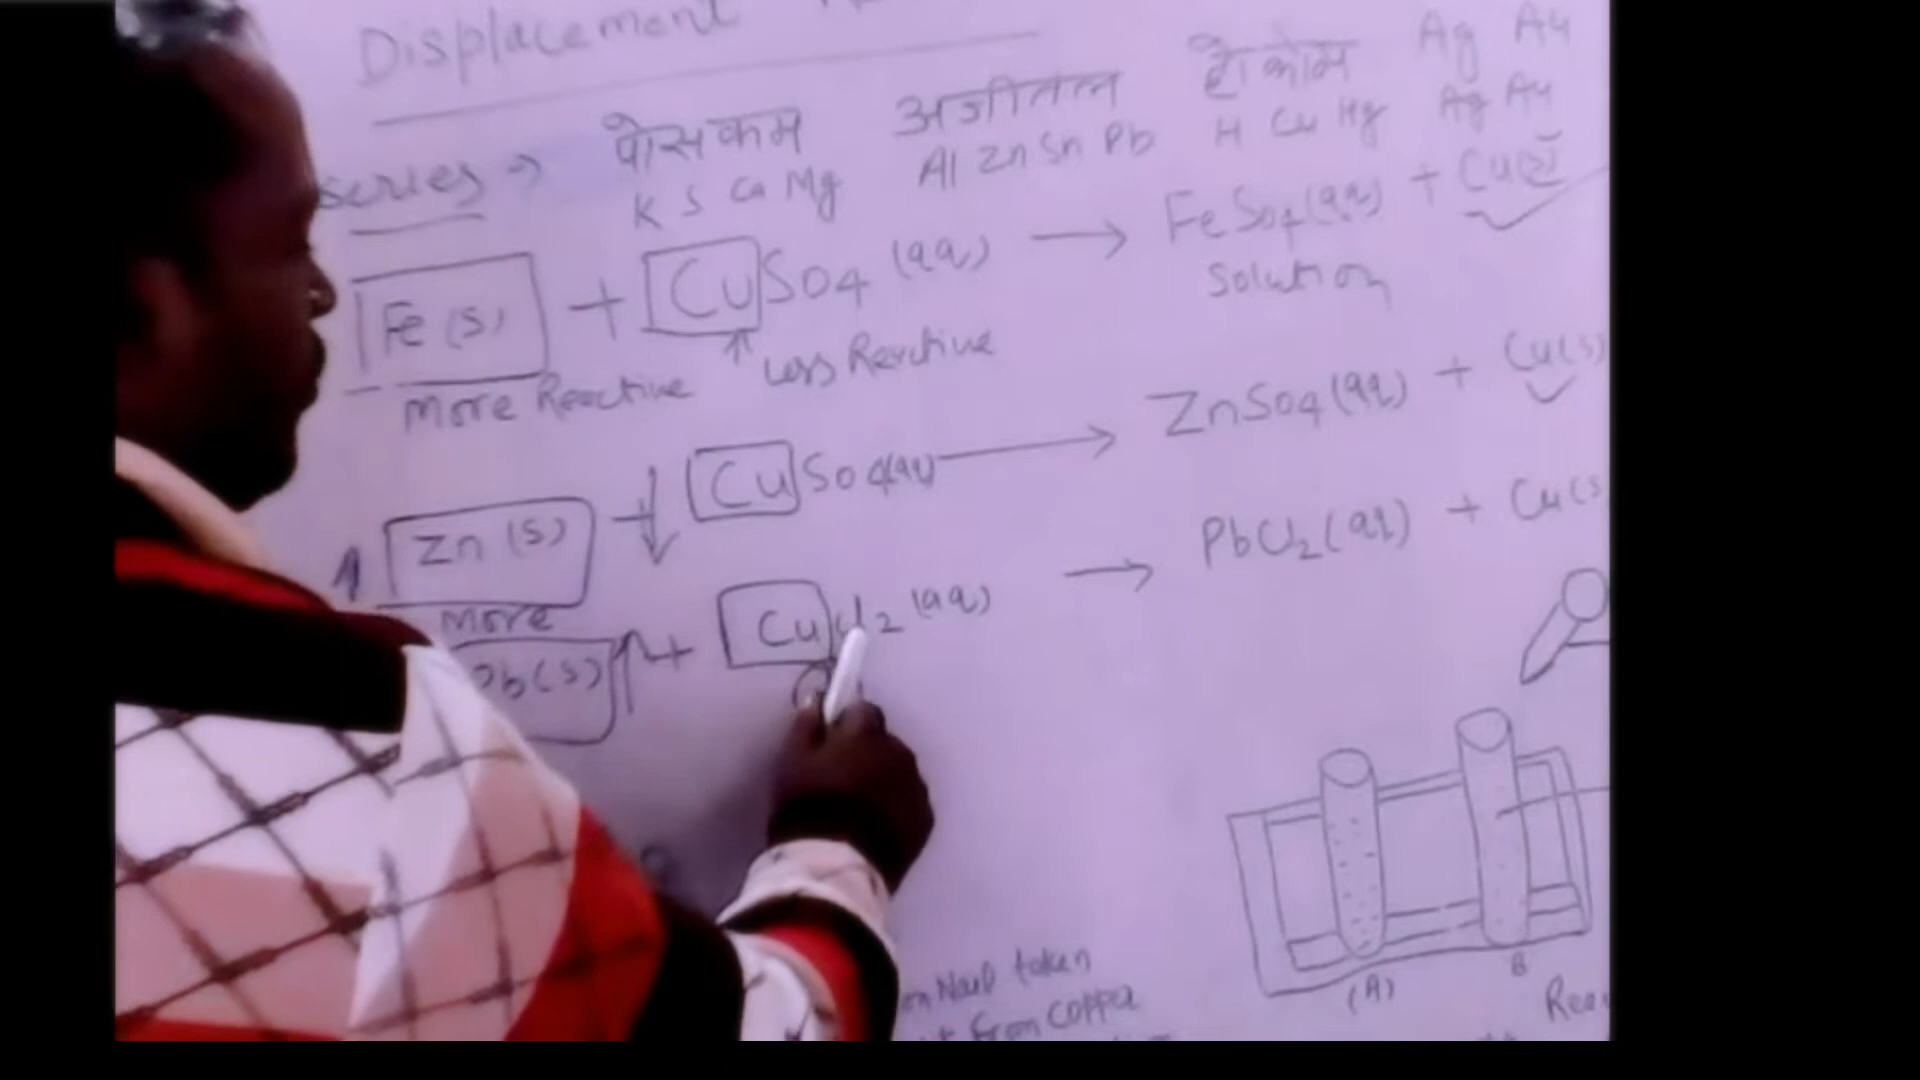 Displacement
series → पोसकाम अजीतल हेकोम Ag Au
K S Ca Mg Al Zn Sn Pb H Cu Hg Ag Au
Fe (s) + CuSO4 (aq) → FeSO4(aq) + Cu(s)
Solution
More Reactive Less Reactive
Zn (s) + CuSO4(aq) → ZnSO4(aq) + Cu(s)
More
Pb(s) + CuCl2 (aq) → PbCl2(aq) + Cu(s
(A) B
Nail taken
from copper